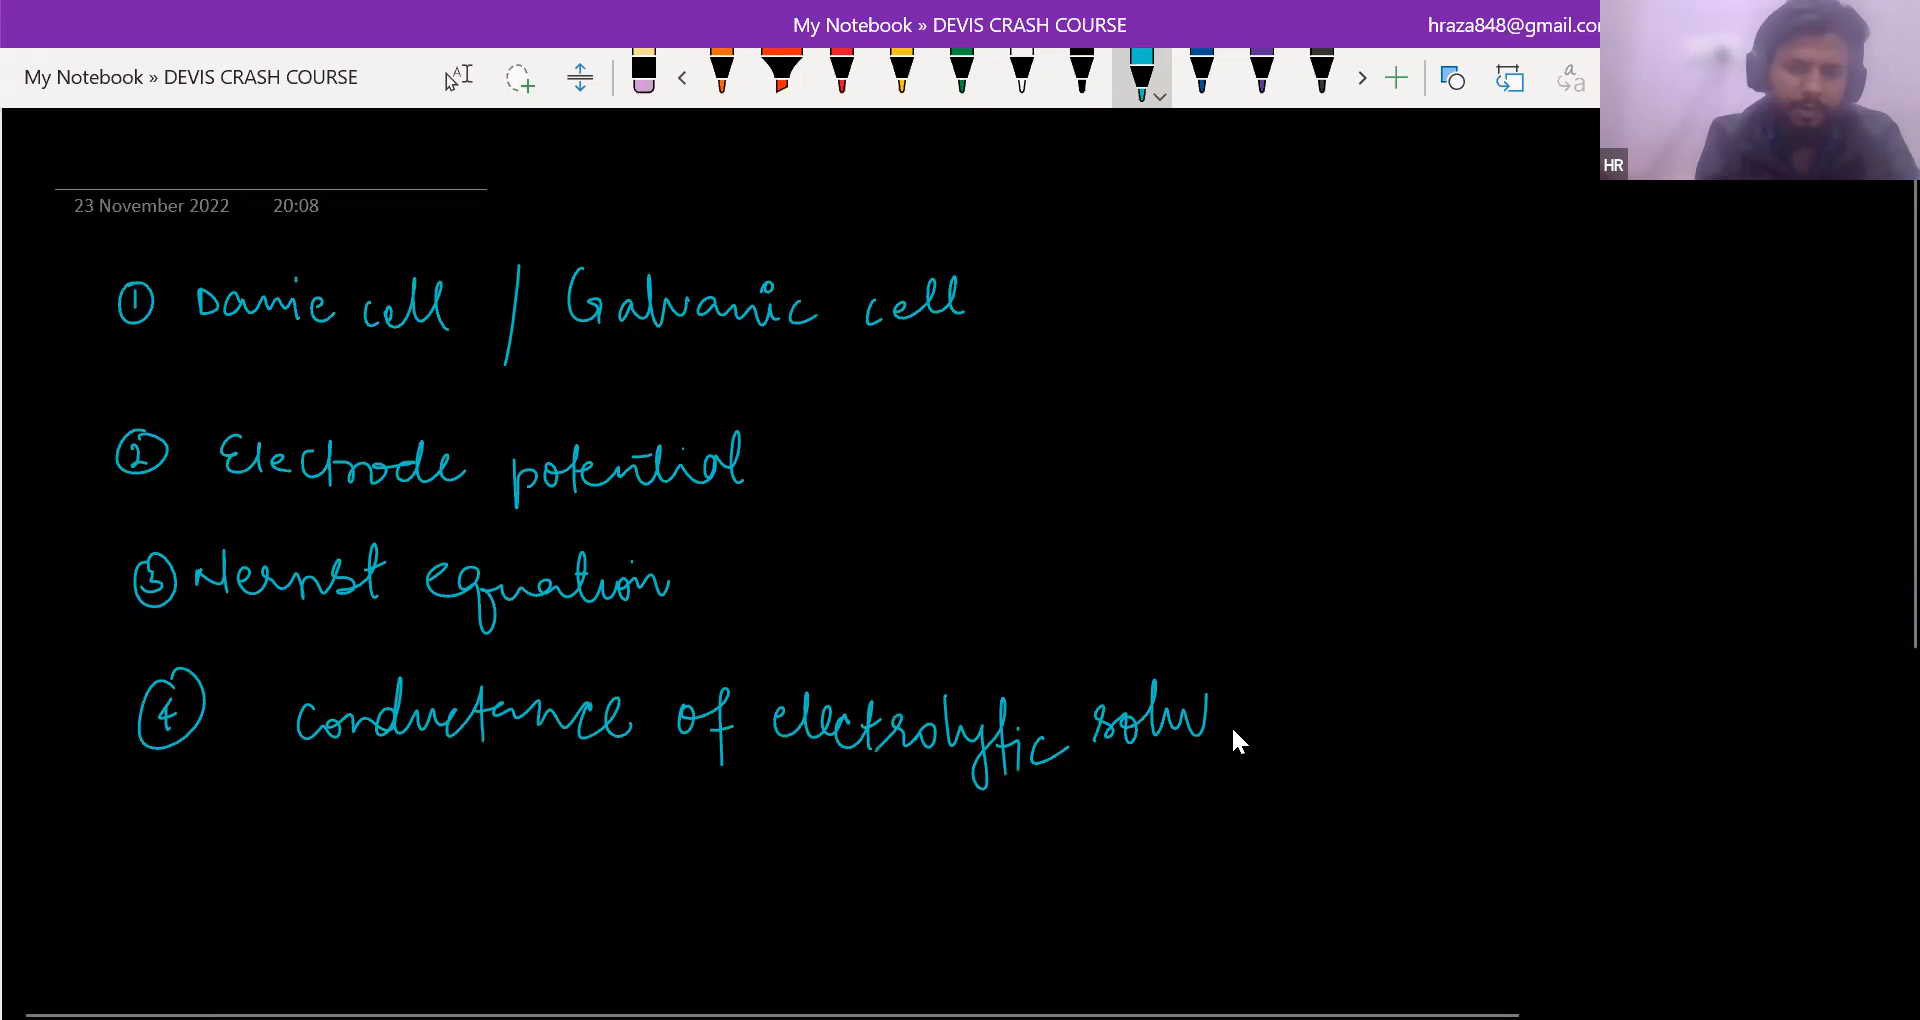 My Notebook » DEVIS CRASH COURSE
hraza848@gmail.co
My Notebook » DEVIS CRASH COURSE
HR
23 November 2022 20:08
① Danie cell / Galvanic cell
② Electrode potential
③ Nernst equation
④ conductance of electrolytic solu